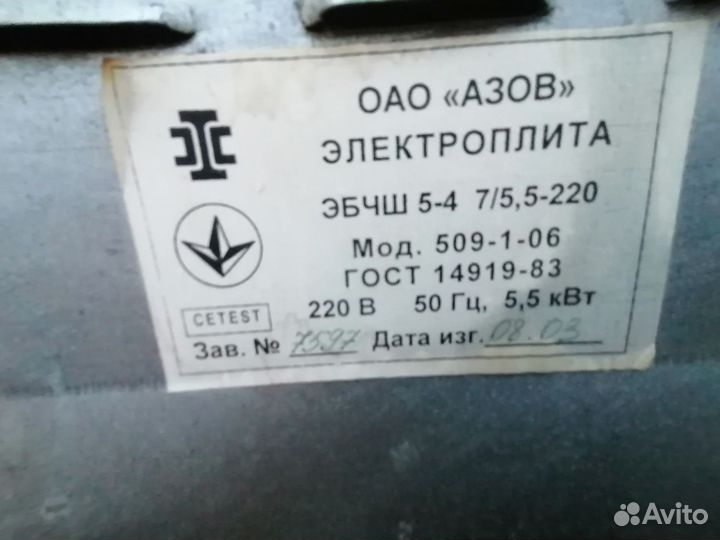 ОАО «АЗОВ»
ЭЛЕКТРОПЛИТА
ЭБЧШ 5-4 7/5,5-220
Мод. 509-1-06
ГОСТ 14919-83
220 В 50 Гц, 5,5 кВт
CETEST
Зав. № 7597 Дата изг. 08.03
Avito